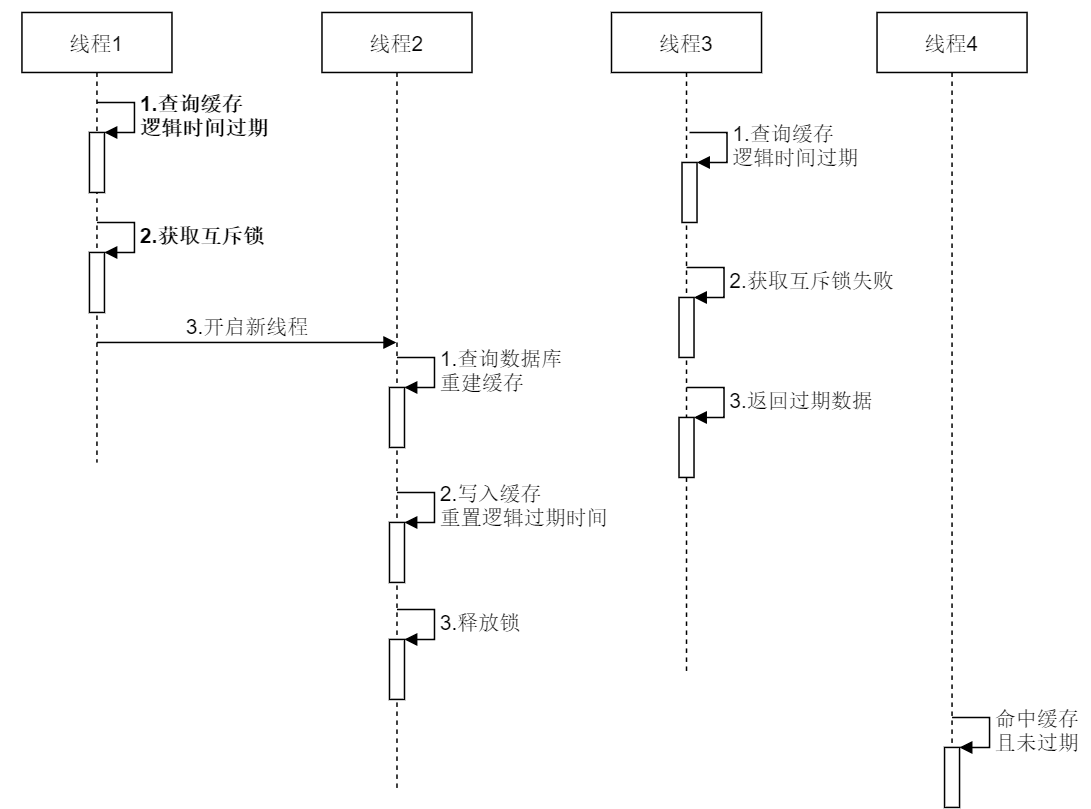 线程1
线程2
线程3
线程4
1.查询缓存
逻辑时间过期
2.获取互斥锁
3.开启新线程
1.查询数据库
重建缓存
2.写入缓存
重置逻辑过期时间
3.释放锁
1.查询缓存
逻辑时间过期
2.获取互斥锁失败
3.返回过期数据
命中缓存
且未过期